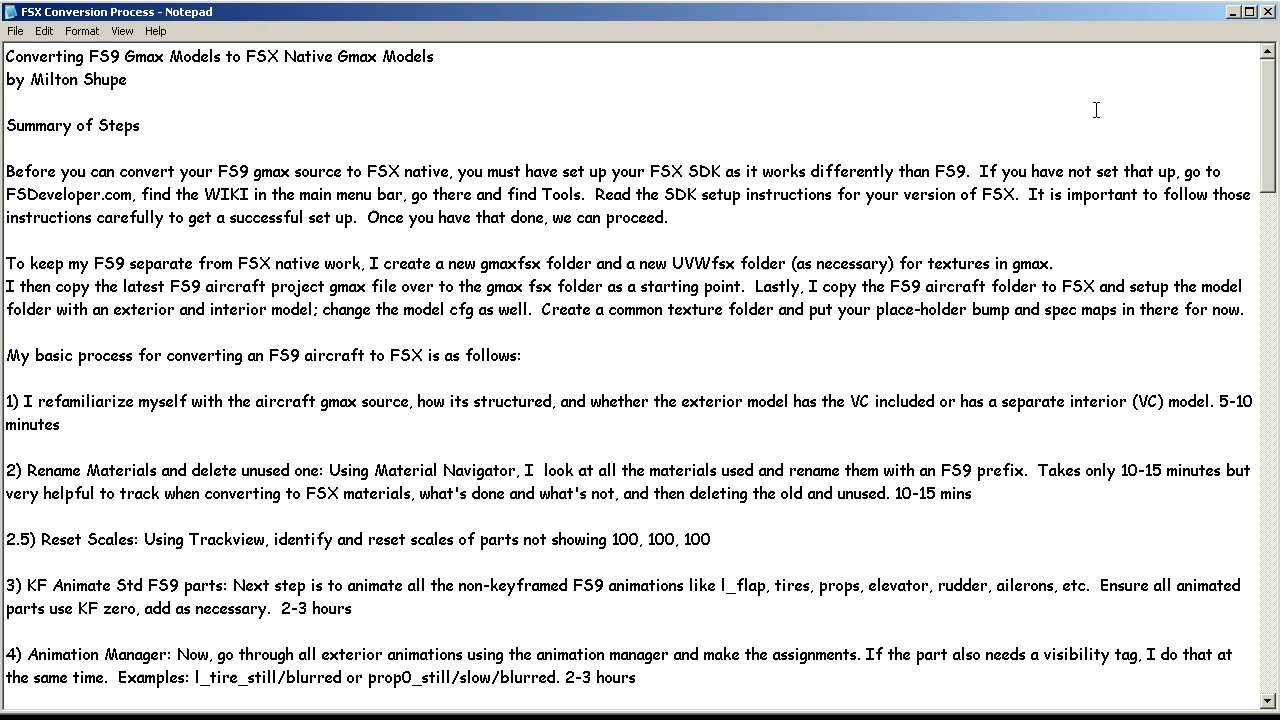 FSX Conversion Process - Notepad
File Edit Format View Help
Converting FS9 Gmax Models to FSX Native Gmax Models
by Milton Shupe
Summary of Steps
Before you can convert your FS9 gmax source to FSX native, you must have set up your FSX SDK as it works differently than FS9.  If you have not set that up, go to
FSDeveloper.com, find the WIKI in the main menu bar, go there and find Tools.  Read the SDK setup instructions for your version of FSX.  It is important to follow those
instructions carefully to get a successful set up.  Once you have that done, we can proceed.
To keep my FS9 separate from FSX native work, I create a new gmaxfsx folder and a new UVWfsx folder (as necessary) for textures in gmax.
I then copy the latest FS9 aircraft project gmax file over to the gmax fsx folder as a starting point.  Lastly, I copy the FS9 aircraft folder to FSX and setup the model
folder with an exterior and interior model; change the model cfg as well.  Create a common texture folder and put your place-holder bump and spec maps in there for now.
My basic process for converting an FS9 aircraft to FSX is as follows:
1) I refamiliarize myself with the aircraft gmax source, how its structured, and whether the exterior model has the VC included or has a separate interior (VC) model. 5-10
minutes
2) Rename Materials and delete unused one: Using Material Navigator, I  look at all the materials used and rename them with an FS9 prefix.  Takes only 10-15 minutes but
very helpful to track when converting to FSX materials, what's done and what's not, and then deleting the old and unused. 10-15 mins
2.5) Reset Scales: Using Trackview, identify and reset scales of parts not showing 100, 100, 100
3) KF Animate Std FS9 parts: Next step is to animate all the non-keyframed FS9 animations like l_flap, tires, props, elevator, rudder, ailerons, etc.  Ensure all animated
parts use KF zero, add as necessary.  2-3 hours
4) Animation Manager: Now, go through all exterior animations using the animation manager and make the assignments. If the part also needs a visibility tag, I do that at
the same time.  Examples: l_tire_still/blurred or prop0_still/slow/blurred. 2-3 hours